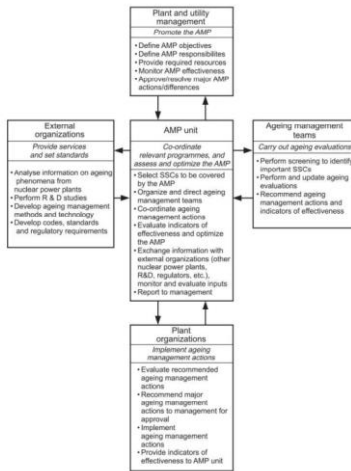 Plant and utility
management
Promote the AMP
• Define AMP objectives
• Define AMP responsibilites
• Provide required resources
• Monitor AMP effectiveness
• Approve/resolve major AMP
actions/differences
External
organizations
Provide services
and set standards
• Analyse information on ageing
phenomena from
nuclear power plants
• Perform R & D studies
• Develop ageing management
methods and technology
• Develop codes, standards
and regulatory requirements
AMP unit
Co-ordinate
relevant programmes, and
assess and optimize the AMP
• Select SSCs to be covered
by the AMP
• Organize and direct ageing
management teams
• Co-ordinate ageing
management actions
• Evaluate indicators of
effectiveness and optimize
the AMP
• Exchange information with
external organizations (other
nuclear power plants,
R&D, regulators, etc.),
monitor and evaluate inputs
• Report to management
Ageing management
teams
Carry out ageing evaluations
• Perform screening to identify
important SSCs
• Perform and update ageing
evaluations
• Recommend ageing
management actions and
indicators of effectiveness
Plant
organizations
Implement ageing
management actions
• Evaluate recommended
ageing management
actions
• Recommend major
ageing management
actions to management
for approval
• Implement
ageing management
actions
• Provide indicators of
effectiveness to AMP unit